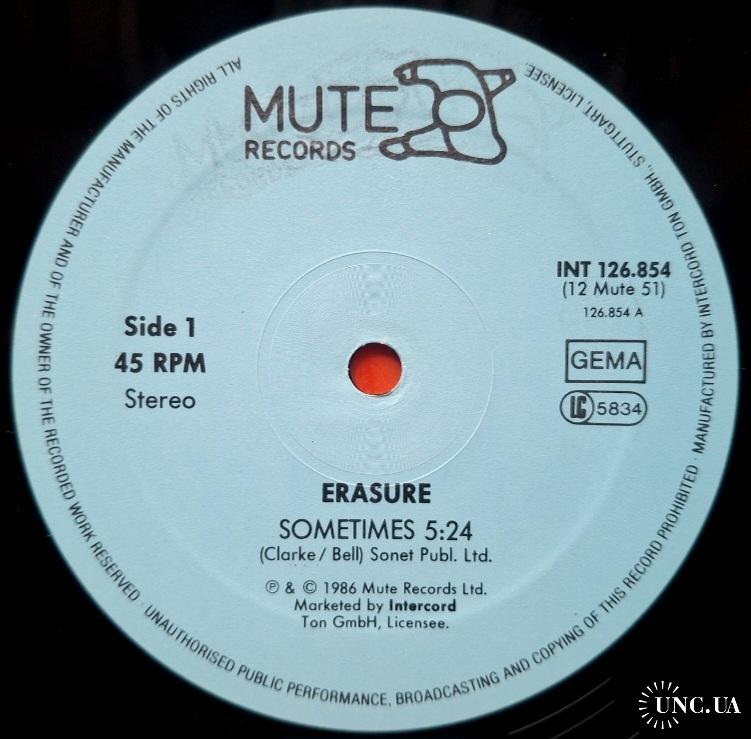 MUTE
RECORDS
INT 126.854
(12 Mute 51)
126.854 A
Side 1
45 RPM
Stereo
GEMA
LC 5834
ERASURE
SOMETIMES 5:24
(Clarke / Bell) Sonet Publ. Ltd.
℗ & © 1986 Mute Records Ltd.
Marketed by Intercord
Ton GmbH, Licensee.
ALL RIGHTS OF THE MANUFACTURER AND OF THE OWNER OF THE RECORDED WORK RESERVED · UNAUTHORISED PUBLIC PERFORMANCE, BROADCASTING AND COPYING OF THIS RECORD PROHIBITED · MANUFACTURED BY INTERCORD TON GMBH., STUTTGART, LICENSEE.
UNC.UA